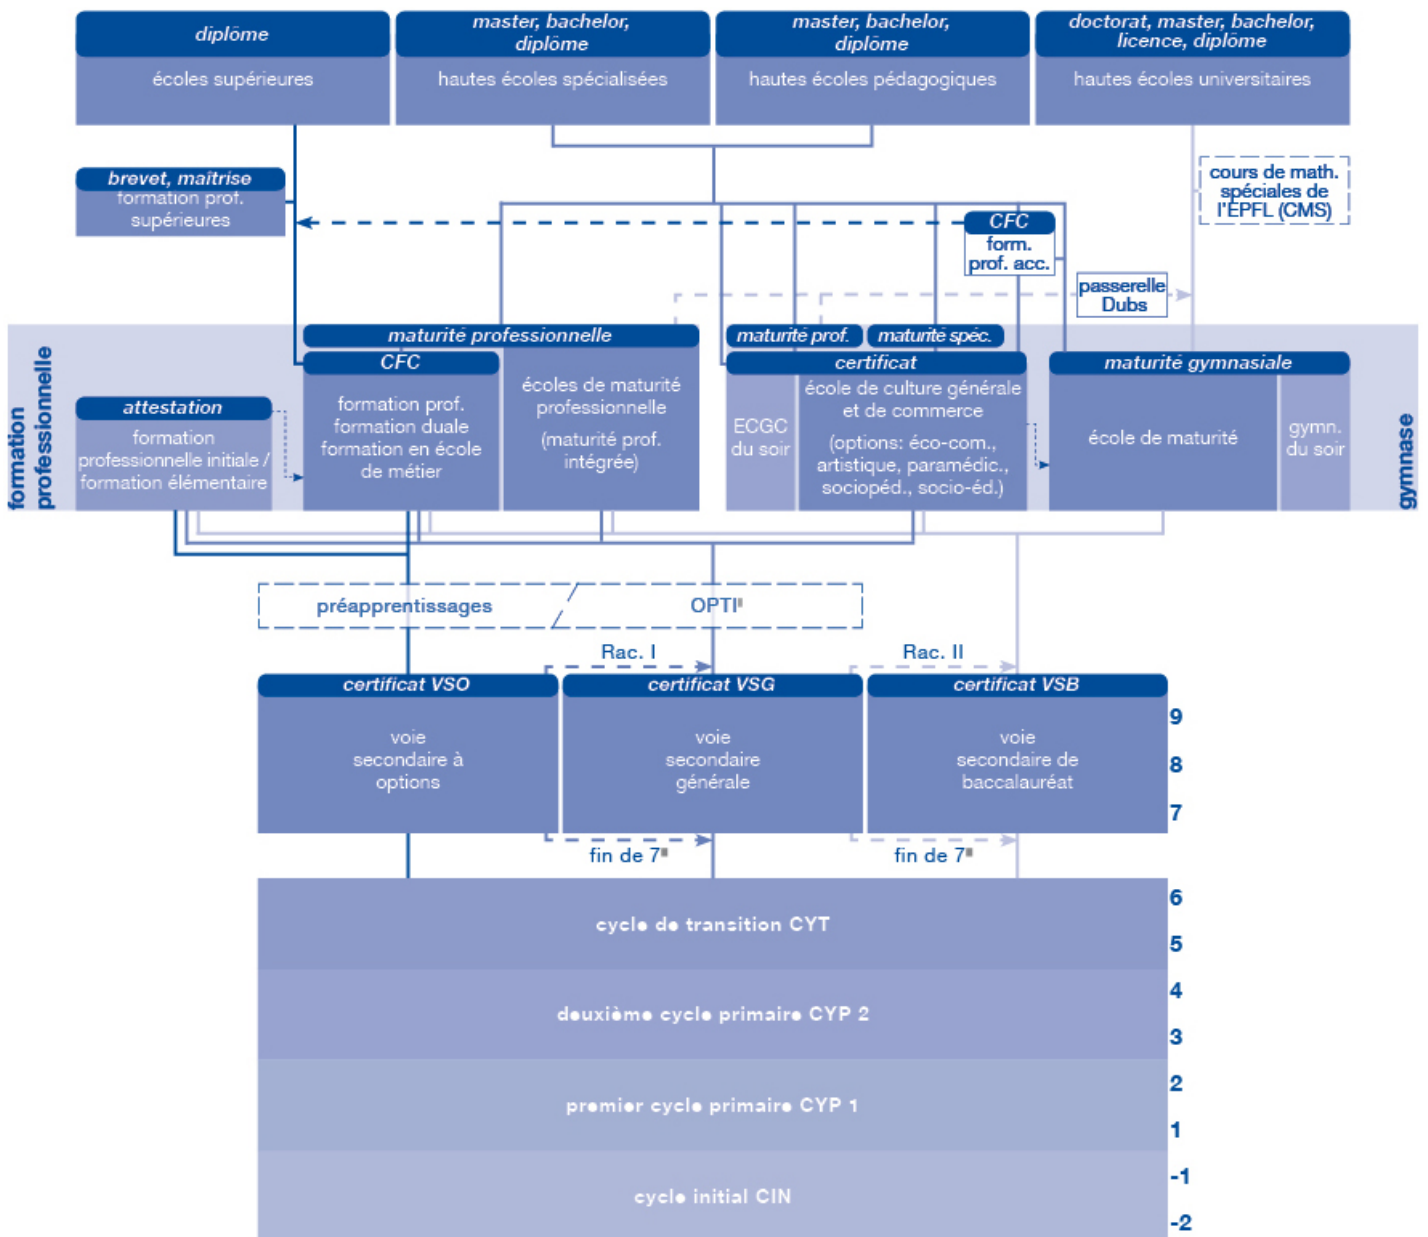 diplôme
écoles supérieures
master, bachelor,
diplôme
hautes écoles spécialisées
master, bachelor,
diplôme
hautes écoles pédagogiques
doctorat, master, bachelor,
licence, diplôme
hautes écoles universitaires
brevet, maîtrise
formation prof.
supérieures
cours de math.
spéciales de
l'EPFL (CMS)
CFC
form.
prof. acc.
passerelle
Dubs
formation
professionnelle
maturité professionnelle
CFC
formation prof.
formation duale
formation en école
de métier
écoles de maturité
professionnelle
(maturité prof.
intégrée)
attestation
formation
professionnelle initiale /
formation élémentaire
maturité prof.
maturité spéc.
certificat
ECGC
du soir
école de culture générale
et de commerce
(options: éco-com.,
artistique, paramédic.,
sociopéd., socio-éd.)
maturité gymnasiale
école de maturité
gymn.
du soir
gymnase
préapprentissages
OPTI
Rac. I
Rac. II
certificat VSO
voie
secondaire à
options
certificat VSG
voie
secondaire
générale
certificat VSB
voie
secondaire de
baccalauréat
9
8
7
fin de 7
fin de 7
6
cycle de transition CYT
5
4
deuxième cycle primaire CYP 2
3
2
premier cycle primaire CYP 1
1
-1
cycle initial CIN
-2